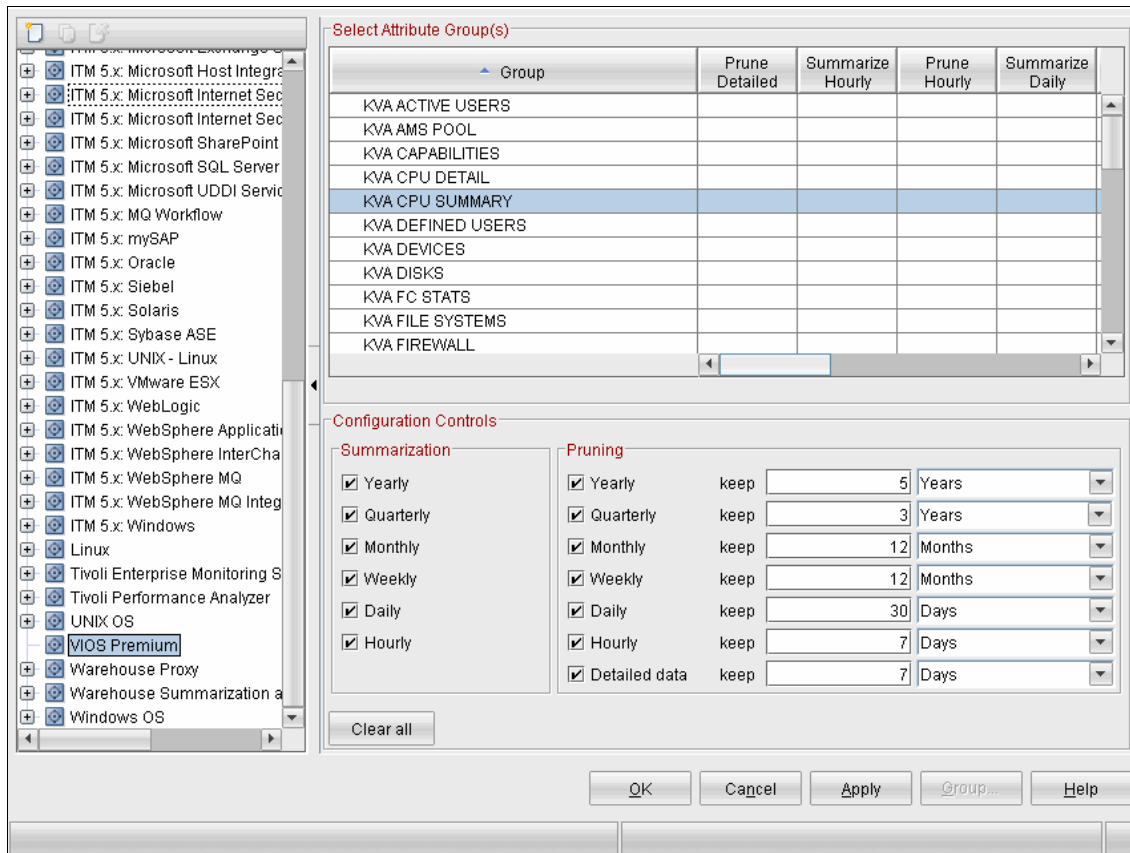 ITM 5.x: Microsoft Exchange S
ITM 5.x: Microsoft Host Integra
ITM 5.x: Microsoft Internet Sec
ITM 5.x: Microsoft Internet Sec
ITM 5.x: Microsoft SharePoint
ITM 5.x: Microsoft SQL Server
ITM 5.x: Microsoft UDDI Servic
ITM 5.x: MQ Workflow
ITM 5.x: mySAP
ITM 5.x: Oracle
ITM 5.x: Siebel
ITM 5.x: Solaris
ITM 5.x: Sybase ASE
ITM 5.x: UNIX - Linux
ITM 5.x: VMware ESX
ITM 5.x: WebLogic
ITM 5.x: WebSphere Applicati
ITM 5.x: WebSphere InterCha
ITM 5.x: WebSphere MQ
ITM 5.x: WebSphere MQ Integ
ITM 5.x: Windows
Linux
Tivoli Enterprise Monitoring S
Tivoli Performance Analyzer
UNIX OS
VIOS Premium
Warehouse Proxy
Warehouse Summarization a
Windows OS
Select Attribute Group(s)
Group Prune Detailed Summarize Hourly Prune Hourly Summarize Daily
KVA ACTIVE USERS
KVA AMS POOL
KVA CAPABILITIES
KVA CPU DETAIL
KVA CPU SUMMARY
KVA DEFINED USERS
KVA DEVICES
KVA DISKS
KVA FC STATS
KVA FILE SYSTEMS
KVA FIREWALL
Configuration Controls
Summarization
Yearly
Quarterly
Monthly
Weekly
Daily
Hourly
Pruning
Yearly keep 5 Years
Quarterly keep 3 Years
Monthly keep 12 Months
Weekly keep 12 Months
Daily keep 30 Days
Hourly keep 7 Days
Detailed data keep 7 Days
Clear all
OK Cancel Apply Group... Help